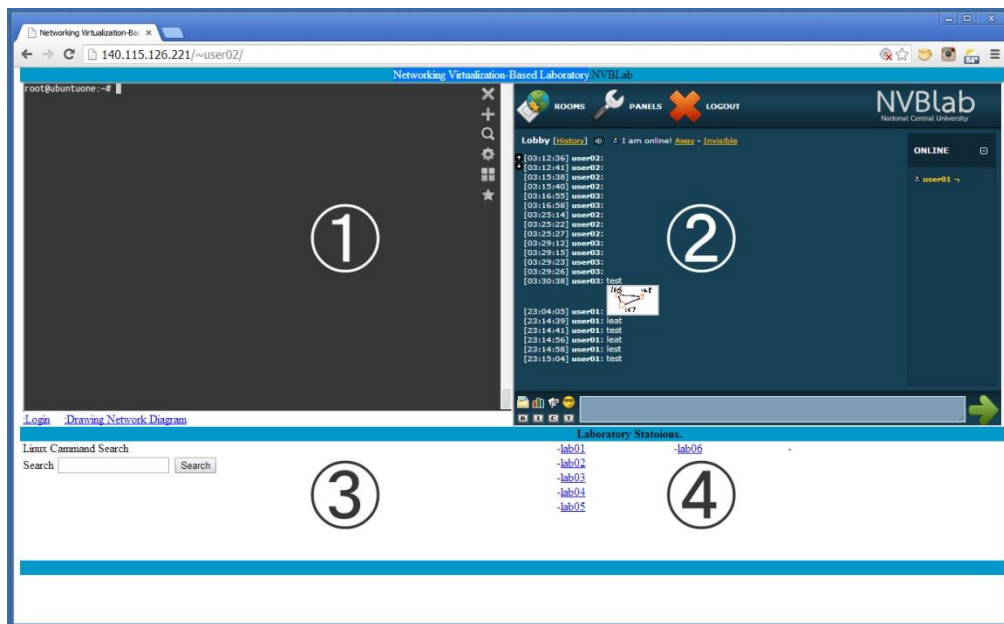 Networking Virtualization-Ba
140.115.126.221/~user02/
Networking Virtualization-Based Laboratory.NVBLab
root@ubuntuone:~#
①
ROOMS PANELS LOGOUT
NVBlab
National Central University
Lobby [History] I am online! Away - Invisible
[03:12:36] user02:
[03:12:41] user02:
[03:15:38] user02:
[03:15:40] user02:
[03:16:55] user03:
[03:16:58] user03:
[03:25:14] user02:
[03:25:22] user02:
[03:25:27] user02:
[03:29:12] user03:
[03:29:15] user03:
[03:29:23] user03:
[03:29:26] user03:
[03:30:38] user03: test
[23:04:05] user01:
[23:14:39] user01: leat
[23:14:41] user01: test
[23:14:56] user01: leat
[23:14:58] user01: lest
[23:15:04] user01: test
②
ONLINE
user01
B I C T
:Login :Drawing Network Diagram
Laboratory Statoions.
Linux Cammand Search
Search Search
③
-lab01 -lab06 -
-lab02
-lab03
-lab04
-lab05
④